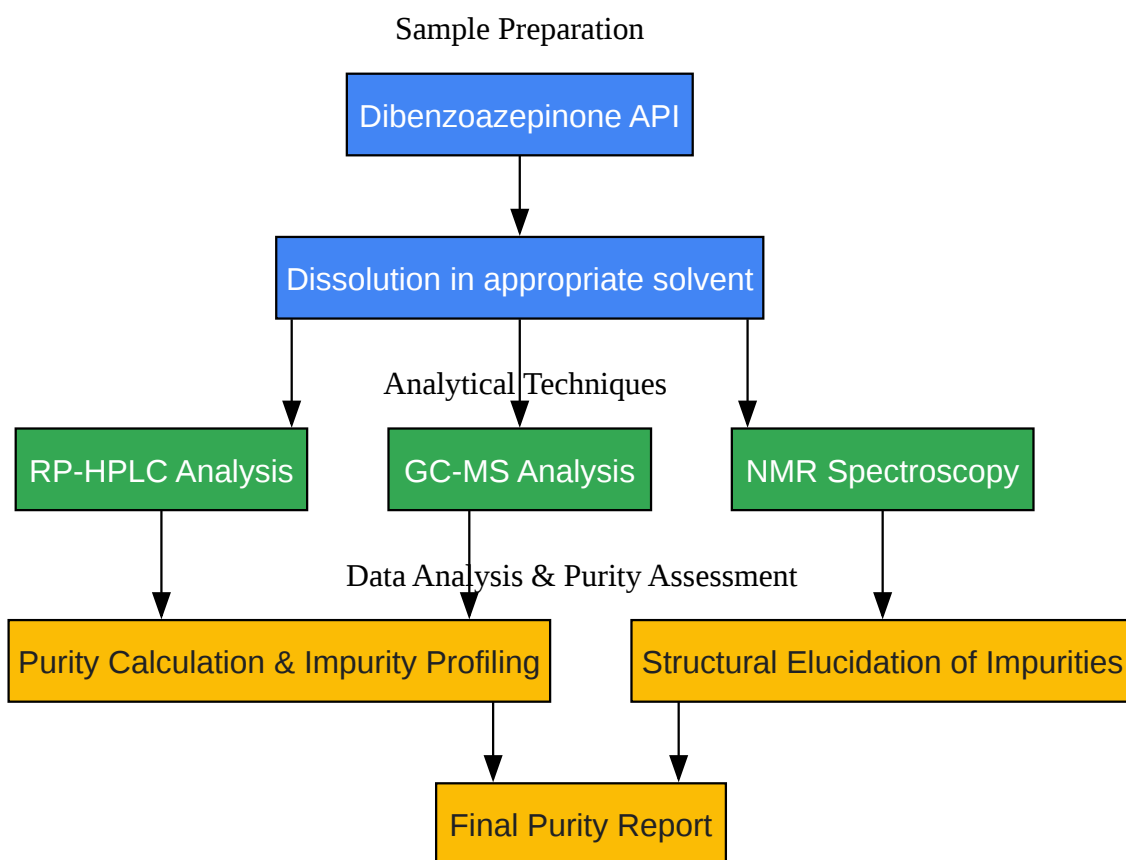 Sample Preparation
Dibenzoazepinone API
Dissolution in appropriate solvent
Analytical Techniques
RP-HPLC Analysis
GC-MS Analysis
NMR Spectroscopy
Data Analysis & Purity Assessment
Purity Calculation & Impurity Profiling
Structural Elucidation of Impurities
Final Purity Report